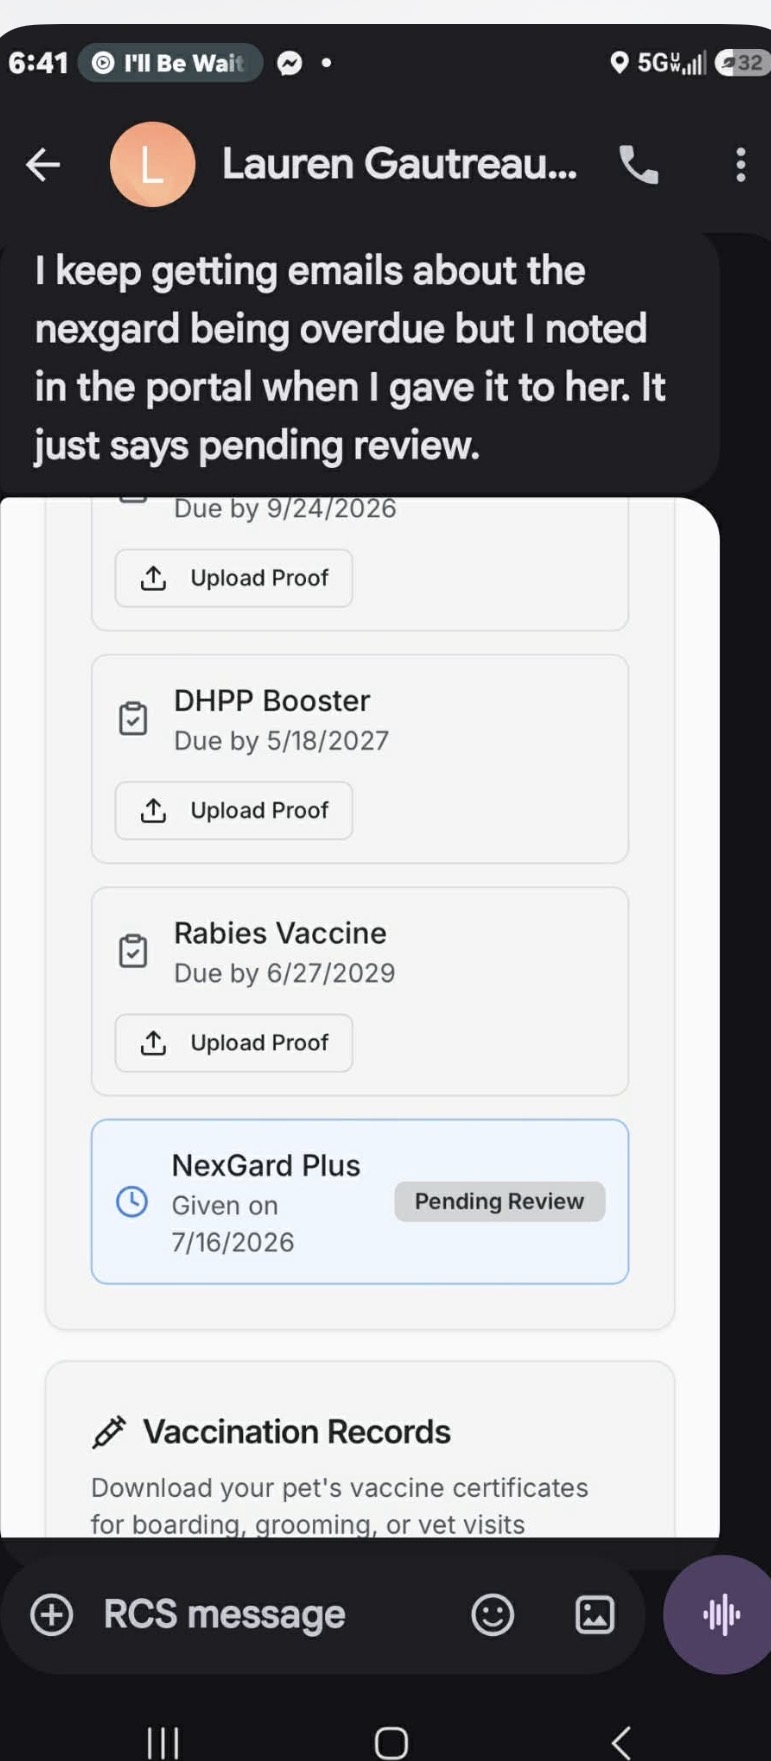 6:41 I'll Be Wait 5G 32
L Lauren Gautreau...
I keep getting emails about the
nexgard being overdue but I noted
in the portal when I gave it to her. It
just says pending review.
Due by 9/24/2026
Upload Proof
DHPP Booster
Due by 5/18/2027
Upload Proof
Rabies Vaccine
Due by 6/27/2029
Upload Proof
NexGard Plus
Given on
7/16/2026
Pending Review
Vaccination Records
Download your pet's vaccine certificates
for boarding, grooming, or vet visits
RCS message